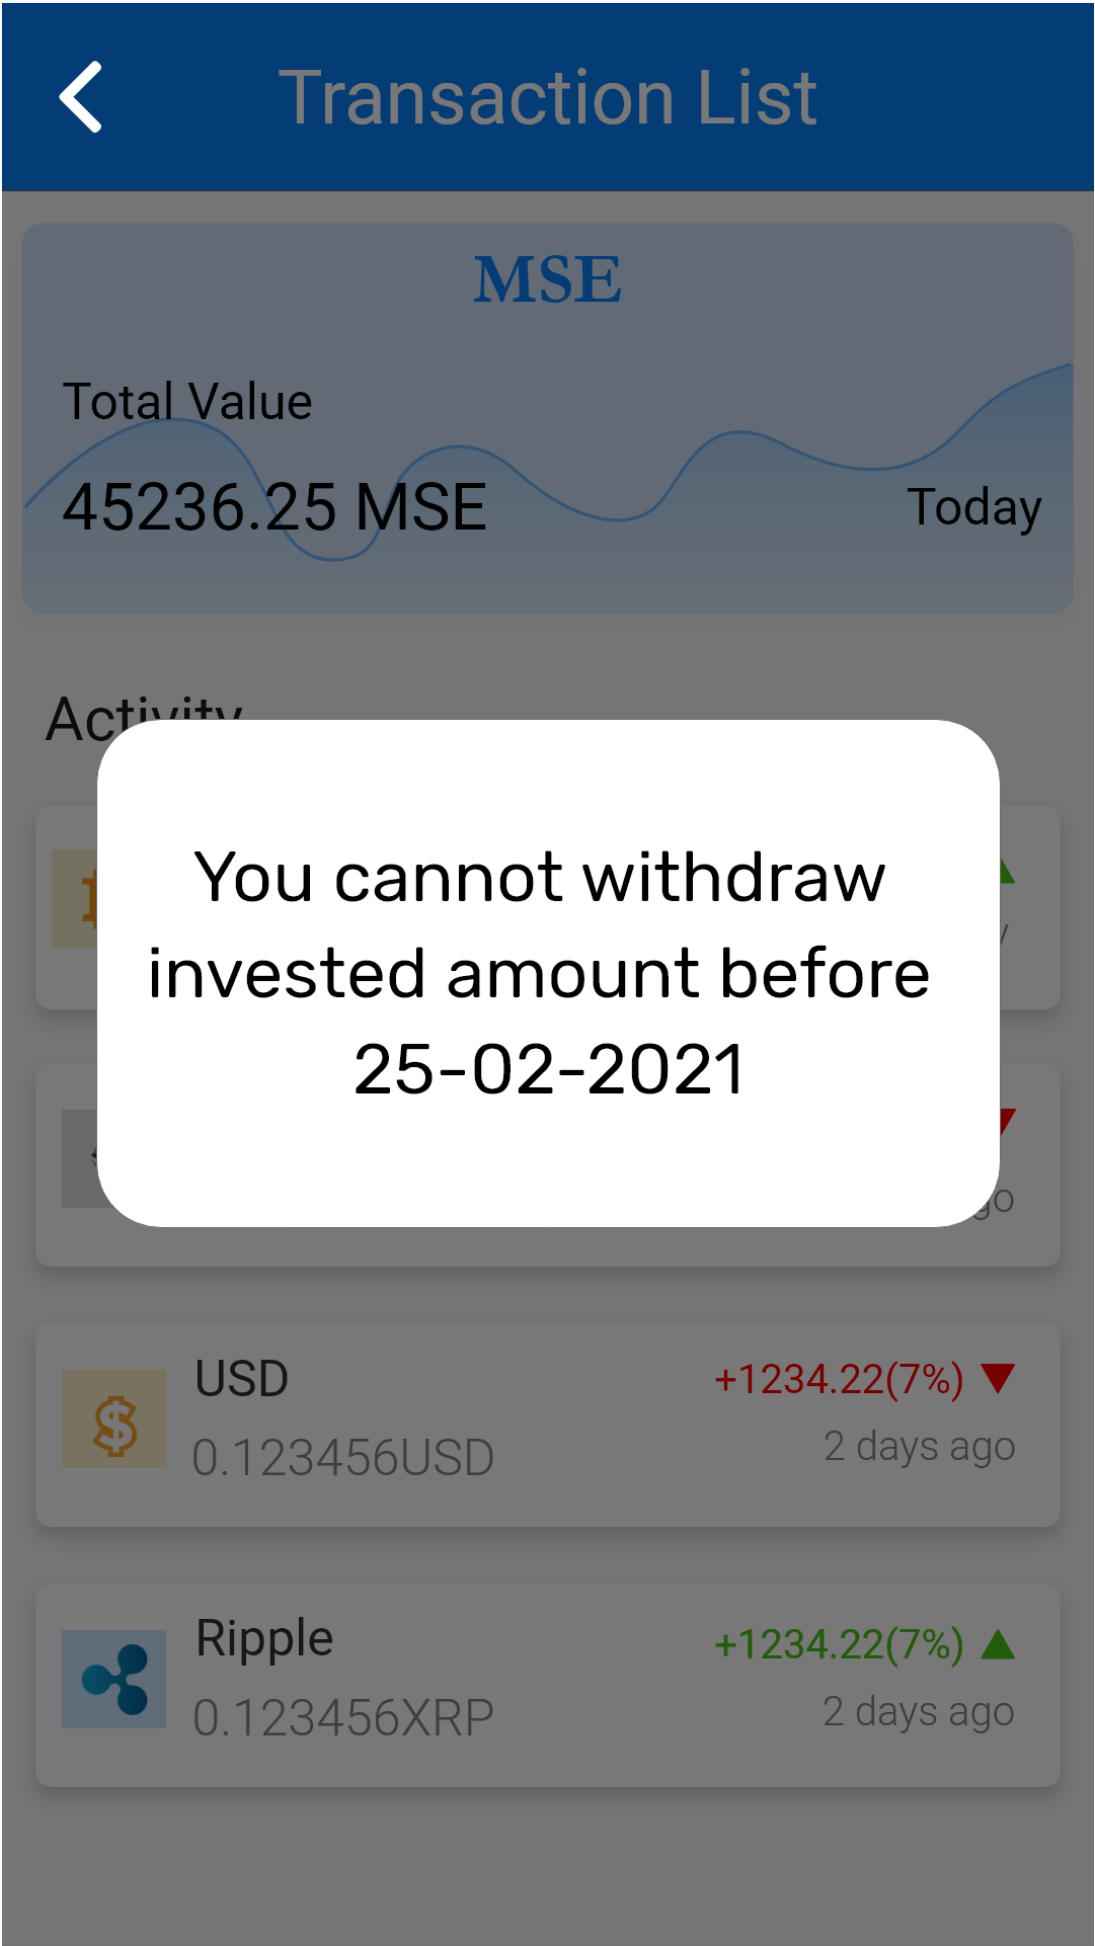 Transaction List
MSE
Total Value
45236.25 MSE
Today
Activity
You cannot withdraw
invested amount before
25-02-2021
USD
+1234.22(7%)
0.123456USD
2 days ago
Ripple
+1234.22(7%)
0.123456XRP
2 days ago